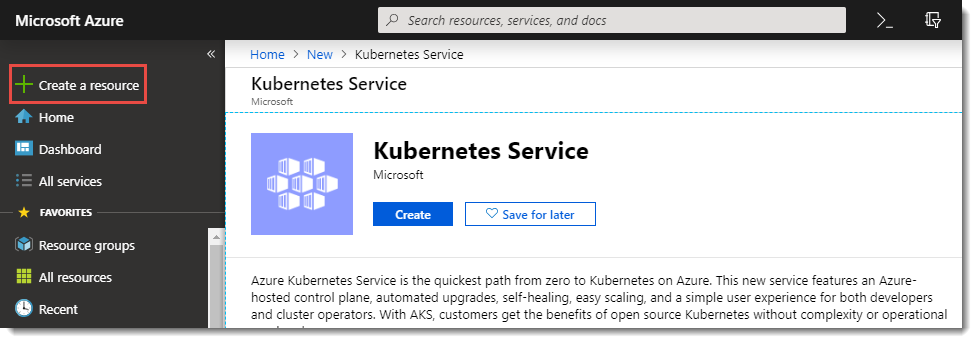 Microsoft Azure
Search resources, services, and docs
Create a resource
Home
Dashboard
All services
FAVORITES
Resource groups
All resources
Recent
Home > New > Kubernetes Service
Kubernetes Service
Microsoft
Kubernetes Service
Microsoft
Create
Save for later
Azure Kubernetes Service is the quickest path from zero to Kubernetes on Azure. This new service features an Azure-
hosted control plane, automated upgrades, self-healing, easy scaling, and a simple user experience for both developers
and cluster operators. With AKS, customers get the benefits of open source Kubernetes without complexity or operational